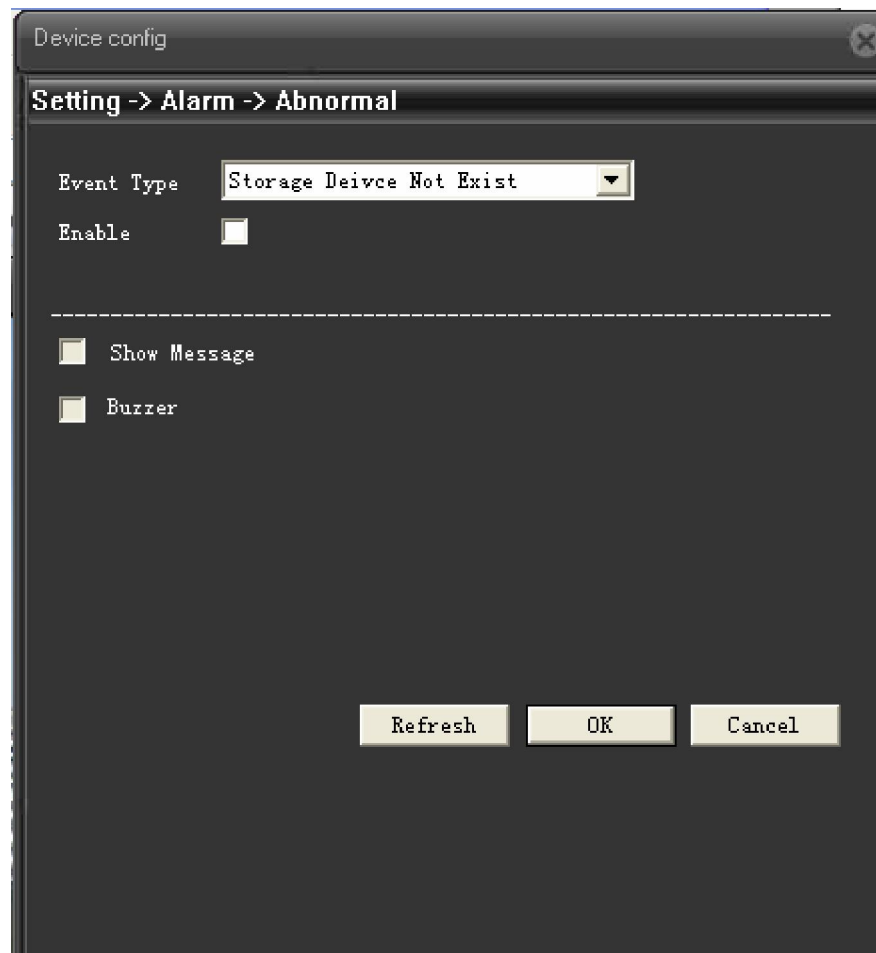 Device config
Setting -> Alarm -> Abnormal
Event Type Storage Deivce Not Exist
Enable
Show Message
Buzzer
Refresh OK Cancel